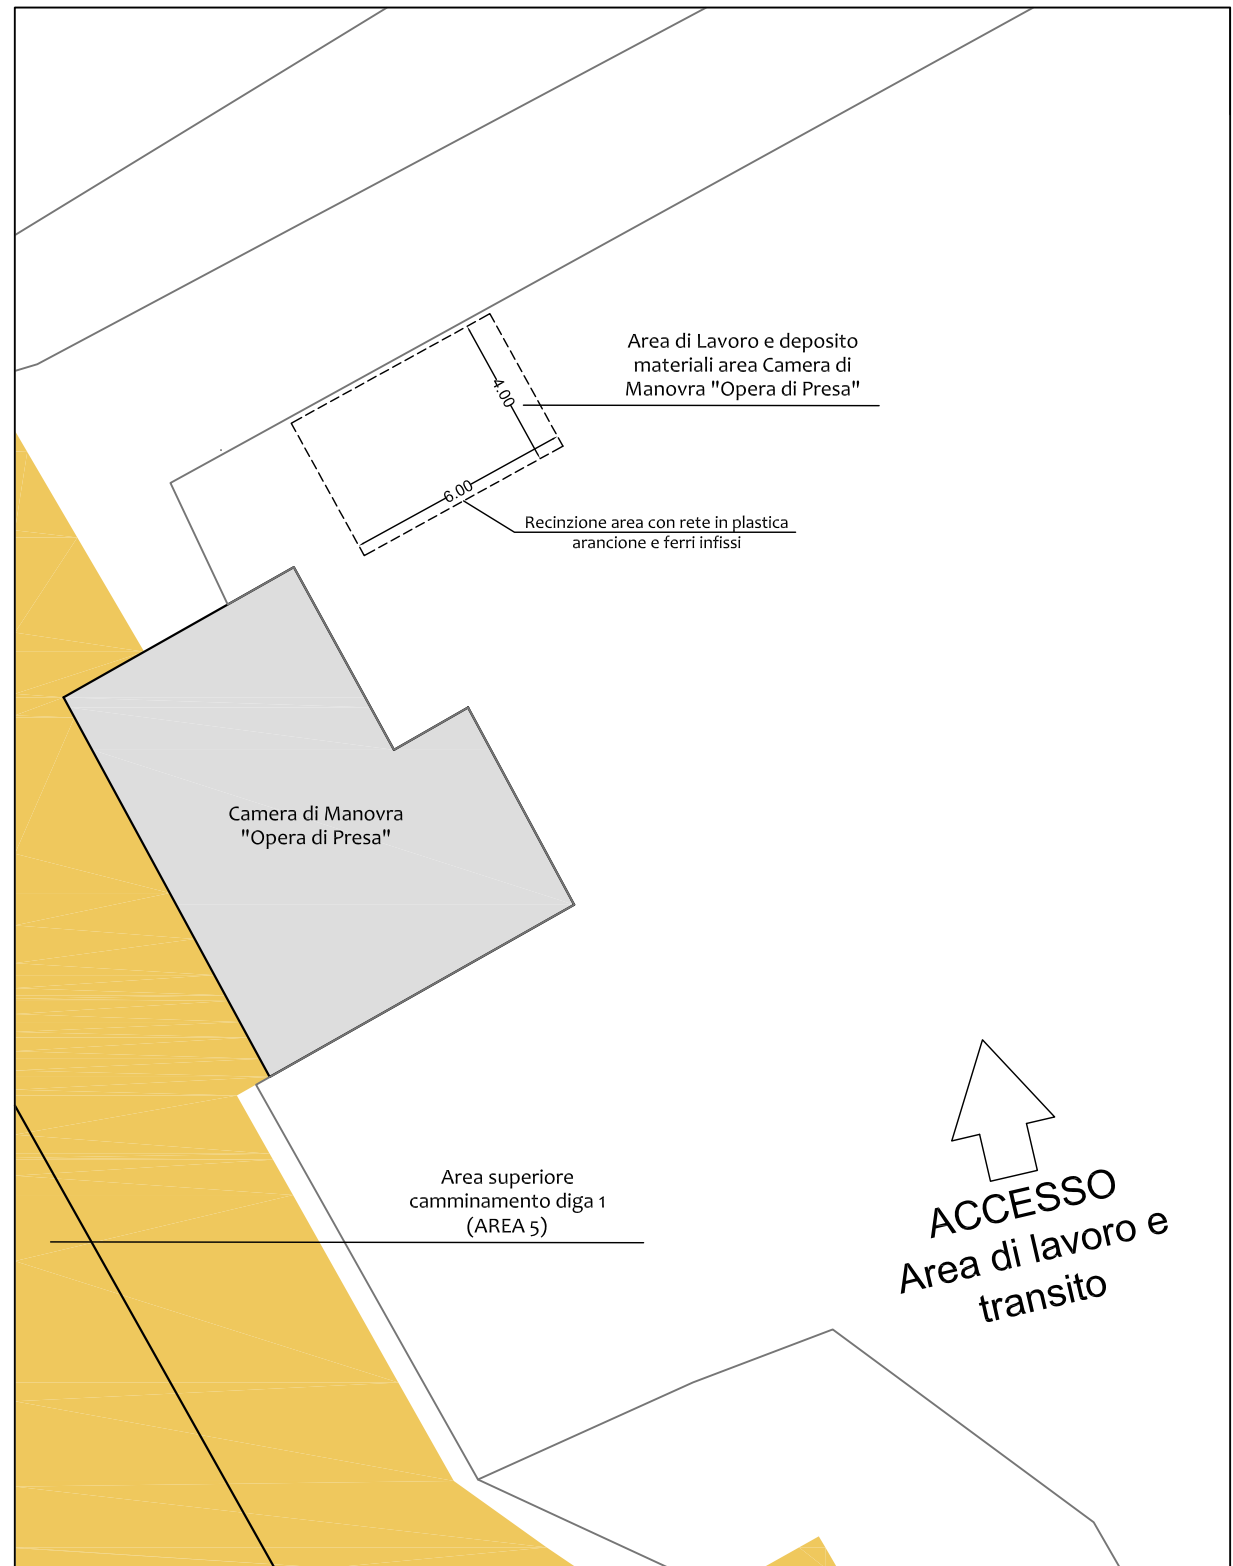 Area di Lavoro e deposito
materiali area Camera di
Manovra "Opera di Presa"
4.00
6.00
Recinzione area con rete in plastica
arancione e ferri infissi
Camera di Manovra
"Opera di Presa"
Area superiore
camminamento diga 1
(AREA 5)
ACCESSO
Area di lavoro e
transito